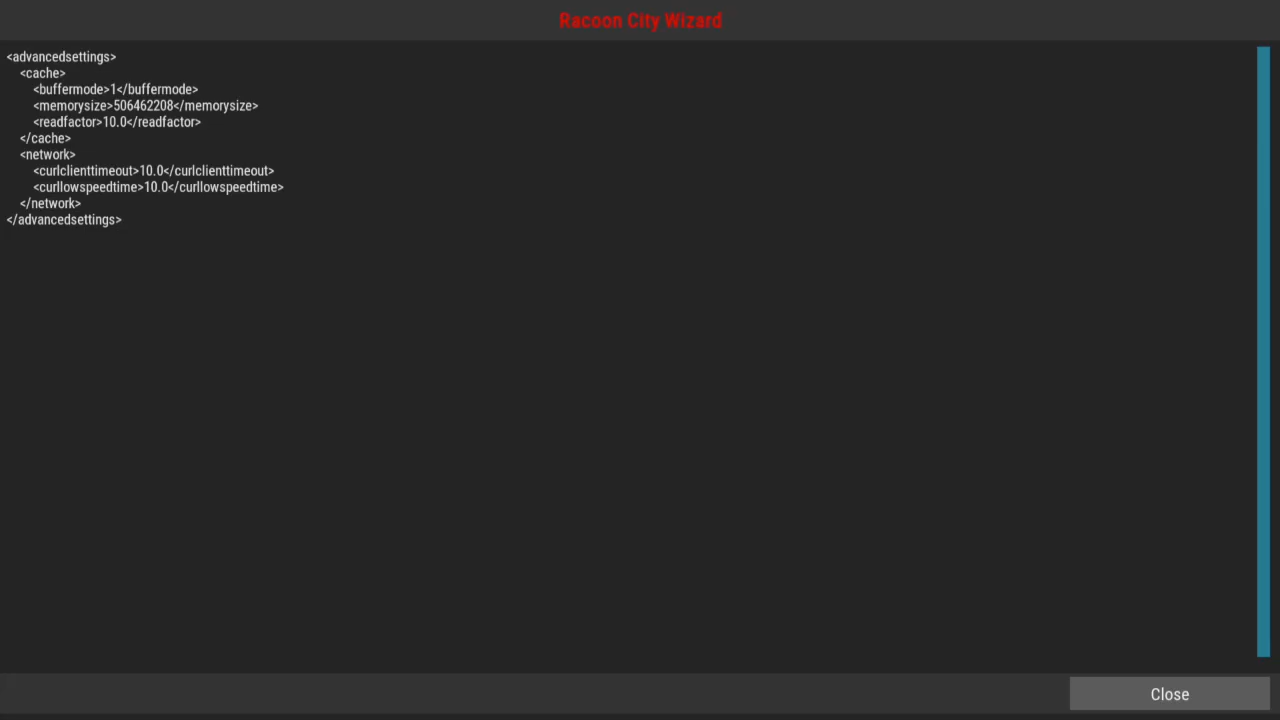 Racoon City Wizard
<advancedsettings>
    <cache>
        <buffermode>1</buffermode>
        <memorysize>506462208</memorysize>
        <readfactor>10.0</readfactor>
    </cache>
    <network>
        <curlclienttimeout>10.0</curlclienttimeout>
        <curllowspeedtime>10.0</curllowspeedtime>
    </network>
</advancedsettings>
Close